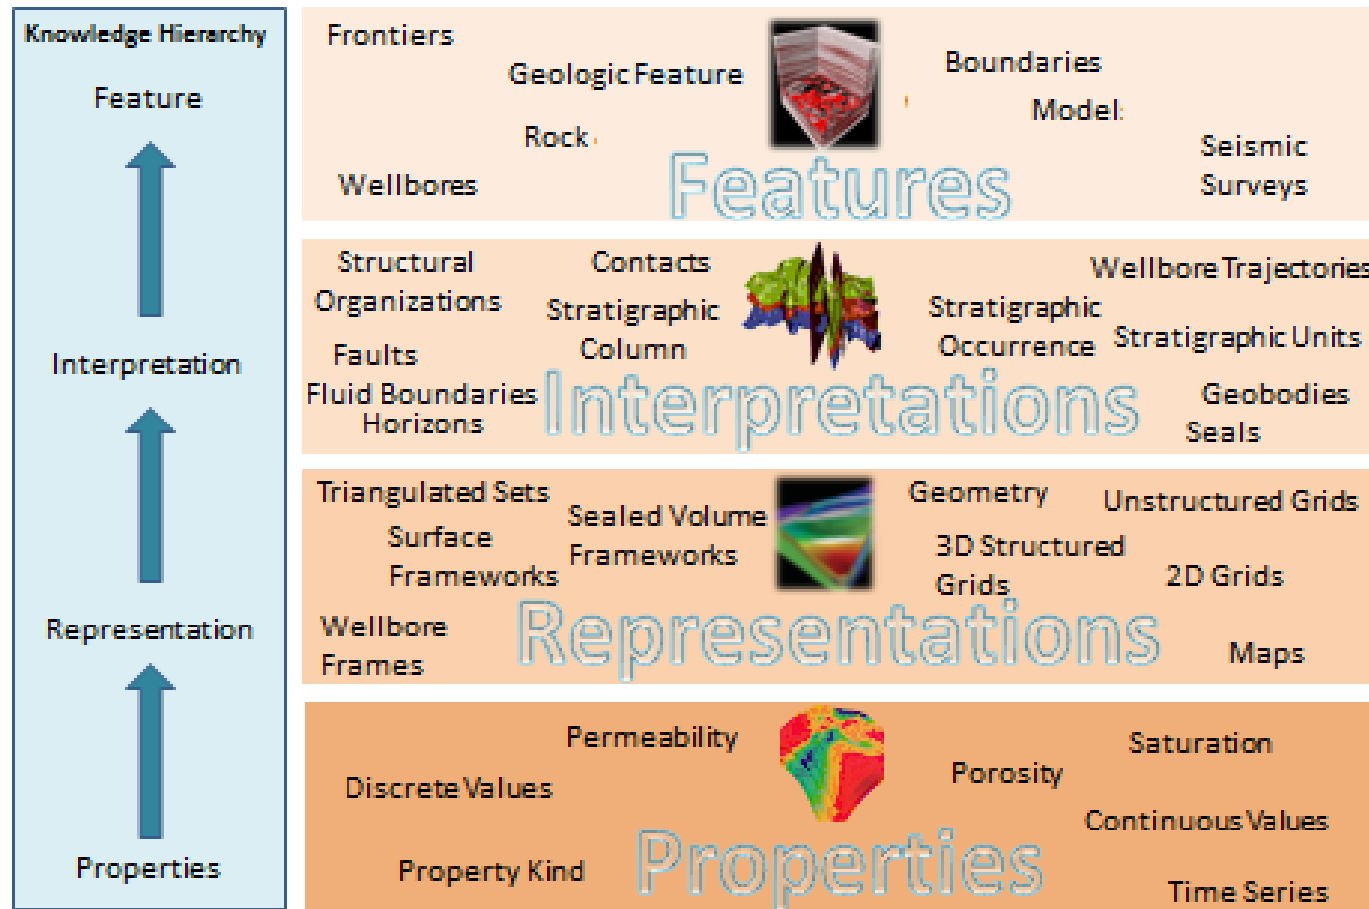 Knowledge Hierarchy
Feature
Interpretation
Representation
Properties
Frontiers
Geologic Feature
Rock
Wellbores
Boundaries
Model:
Seismic
Surveys
Features
Structural
Organizations
Faults
Fluid Boundaries
Horizons
Contacts
Stratigraphic
Column
Stratigraphic
Occurrence
Wellbore Trajectories
Stratigraphic Units
Geobodies
Seals
Interpretations
Triangulated Sets
Surface
Frameworks
Sealed Volume
Frameworks
Wellbore
Frames
Geometry
3D Structured
Grids
Unstructured Grids
2D Grids
Maps
Representations
Permeability
Discrete Values
Property Kind
Porosity
Saturation
Continuous Values
Time Series
Properties